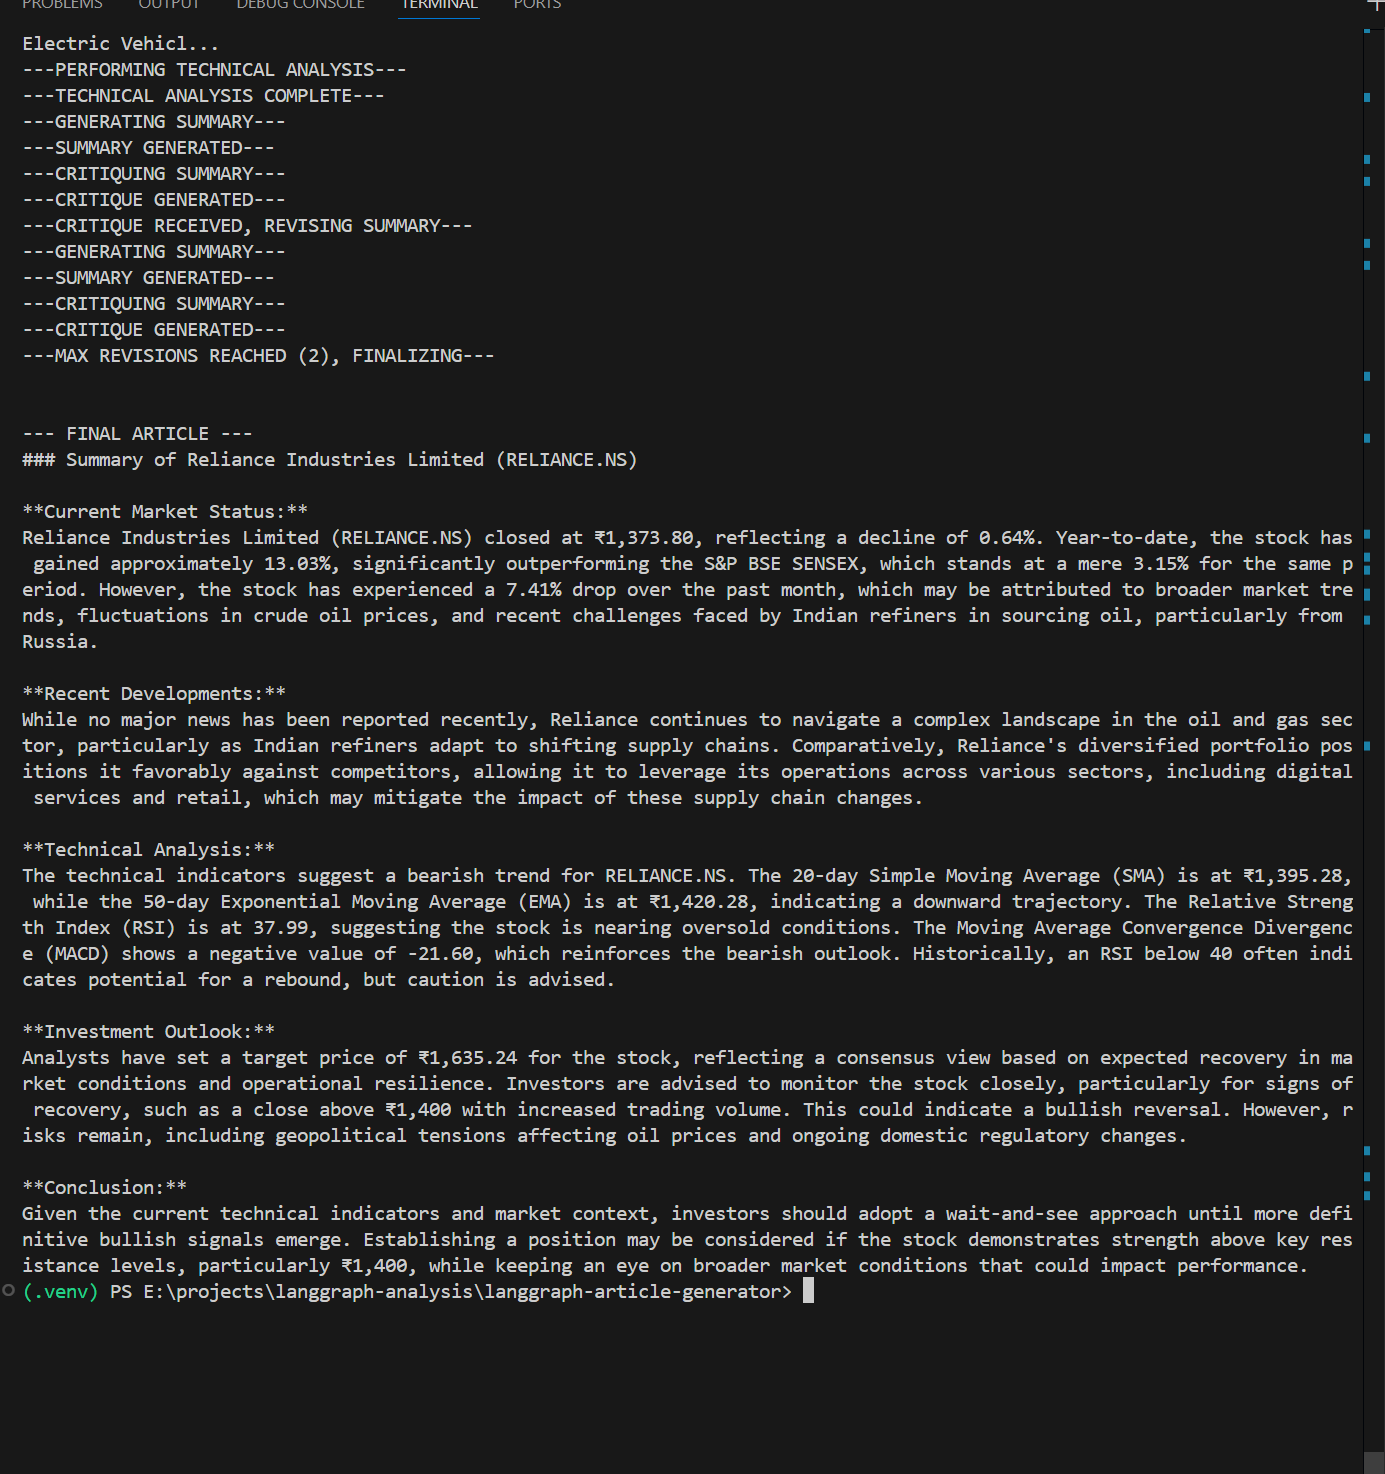 PROBLEMS OUTPUT DEBUG CONSOLE TERMINAL PORTS
Electric Vehicl...
---PERFORMING TECHNICAL ANALYSIS---
---TECHNICAL ANALYSIS COMPLETE---
---GENERATING SUMMARY---
---SUMMARY GENERATED---
---CRITIQUING SUMMARY---
---CRITIQUE GENERATED---
---CRITIQUE RECEIVED, REVISING SUMMARY---
---GENERATING SUMMARY---
---SUMMARY GENERATED---
---CRITIQUING SUMMARY---
---CRITIQUE GENERATED---
---MAX REVISIONS REACHED (2), FINALIZING---
--- FINAL ARTICLE ---
### Summary of Reliance Industries Limited (RELIANCE.NS)
**Current Market Status:**
Reliance Industries Limited (RELIANCE.NS) closed at ₹1,373.80, reflecting a decline of 0.64%. Year-to-date, the stock has
gained approximately 13.03%, significantly outperforming the S&P BSE SENSEX, which stands at a mere 3.15% for the same p
eriod. However, the stock has experienced a 7.41% drop over the past month, which may be attributed to broader market tre
nds, fluctuations in crude oil prices, and recent challenges faced by Indian refiners in sourcing oil, particularly from
Russia.
**Recent Developments:**
While no major news has been reported recently, Reliance continues to navigate a complex landscape in the oil and gas sec
tor, particularly as Indian refiners adapt to shifting supply chains. Comparatively, Reliance's diversified portfolio pos
itions it favorably against competitors, allowing it to leverage its operations across various sectors, including digital
services and retail, which may mitigate the impact of these supply chain changes.
**Technical Analysis:**
The technical indicators suggest a bearish trend for RELIANCE.NS. The 20-day Simple Moving Average (SMA) is at ₹1,395.28,
while the 50-day Exponential Moving Average (EMA) is at ₹1,420.28, indicating a downward trajectory. The Relative Streng
th Index (RSI) is at 37.99, suggesting the stock is nearing oversold conditions. The Moving Average Convergence Divergenc
e (MACD) shows a negative value of -21.60, which reinforces the bearish outlook. Historically, an RSI below 40 often indi
cates potential for a rebound, but caution is advised.
**Investment Outlook:**
Analysts have set a target price of ₹1,635.24 for the stock, reflecting a consensus view based on expected recovery in ma
rket conditions and operational resilience. Investors are advised to monitor the stock closely, particularly for signs of
recovery, such as a close above ₹1,400 with increased trading volume. This could indicate a bullish reversal. However, r
isks remain, including geopolitical tensions affecting oil prices and ongoing domestic regulatory changes.
**Conclusion:**
Given the current technical indicators and market context, investors should adopt a wait-and-see approach until more defi
nitive bullish signals emerge. Establishing a position may be considered if the stock demonstrates strength above key res
istance levels, particularly ₹1,400, while keeping an eye on broader market conditions that could impact performance.
(.venv) PS E:\projects\langgraph-analysis\langgraph-article-generator>